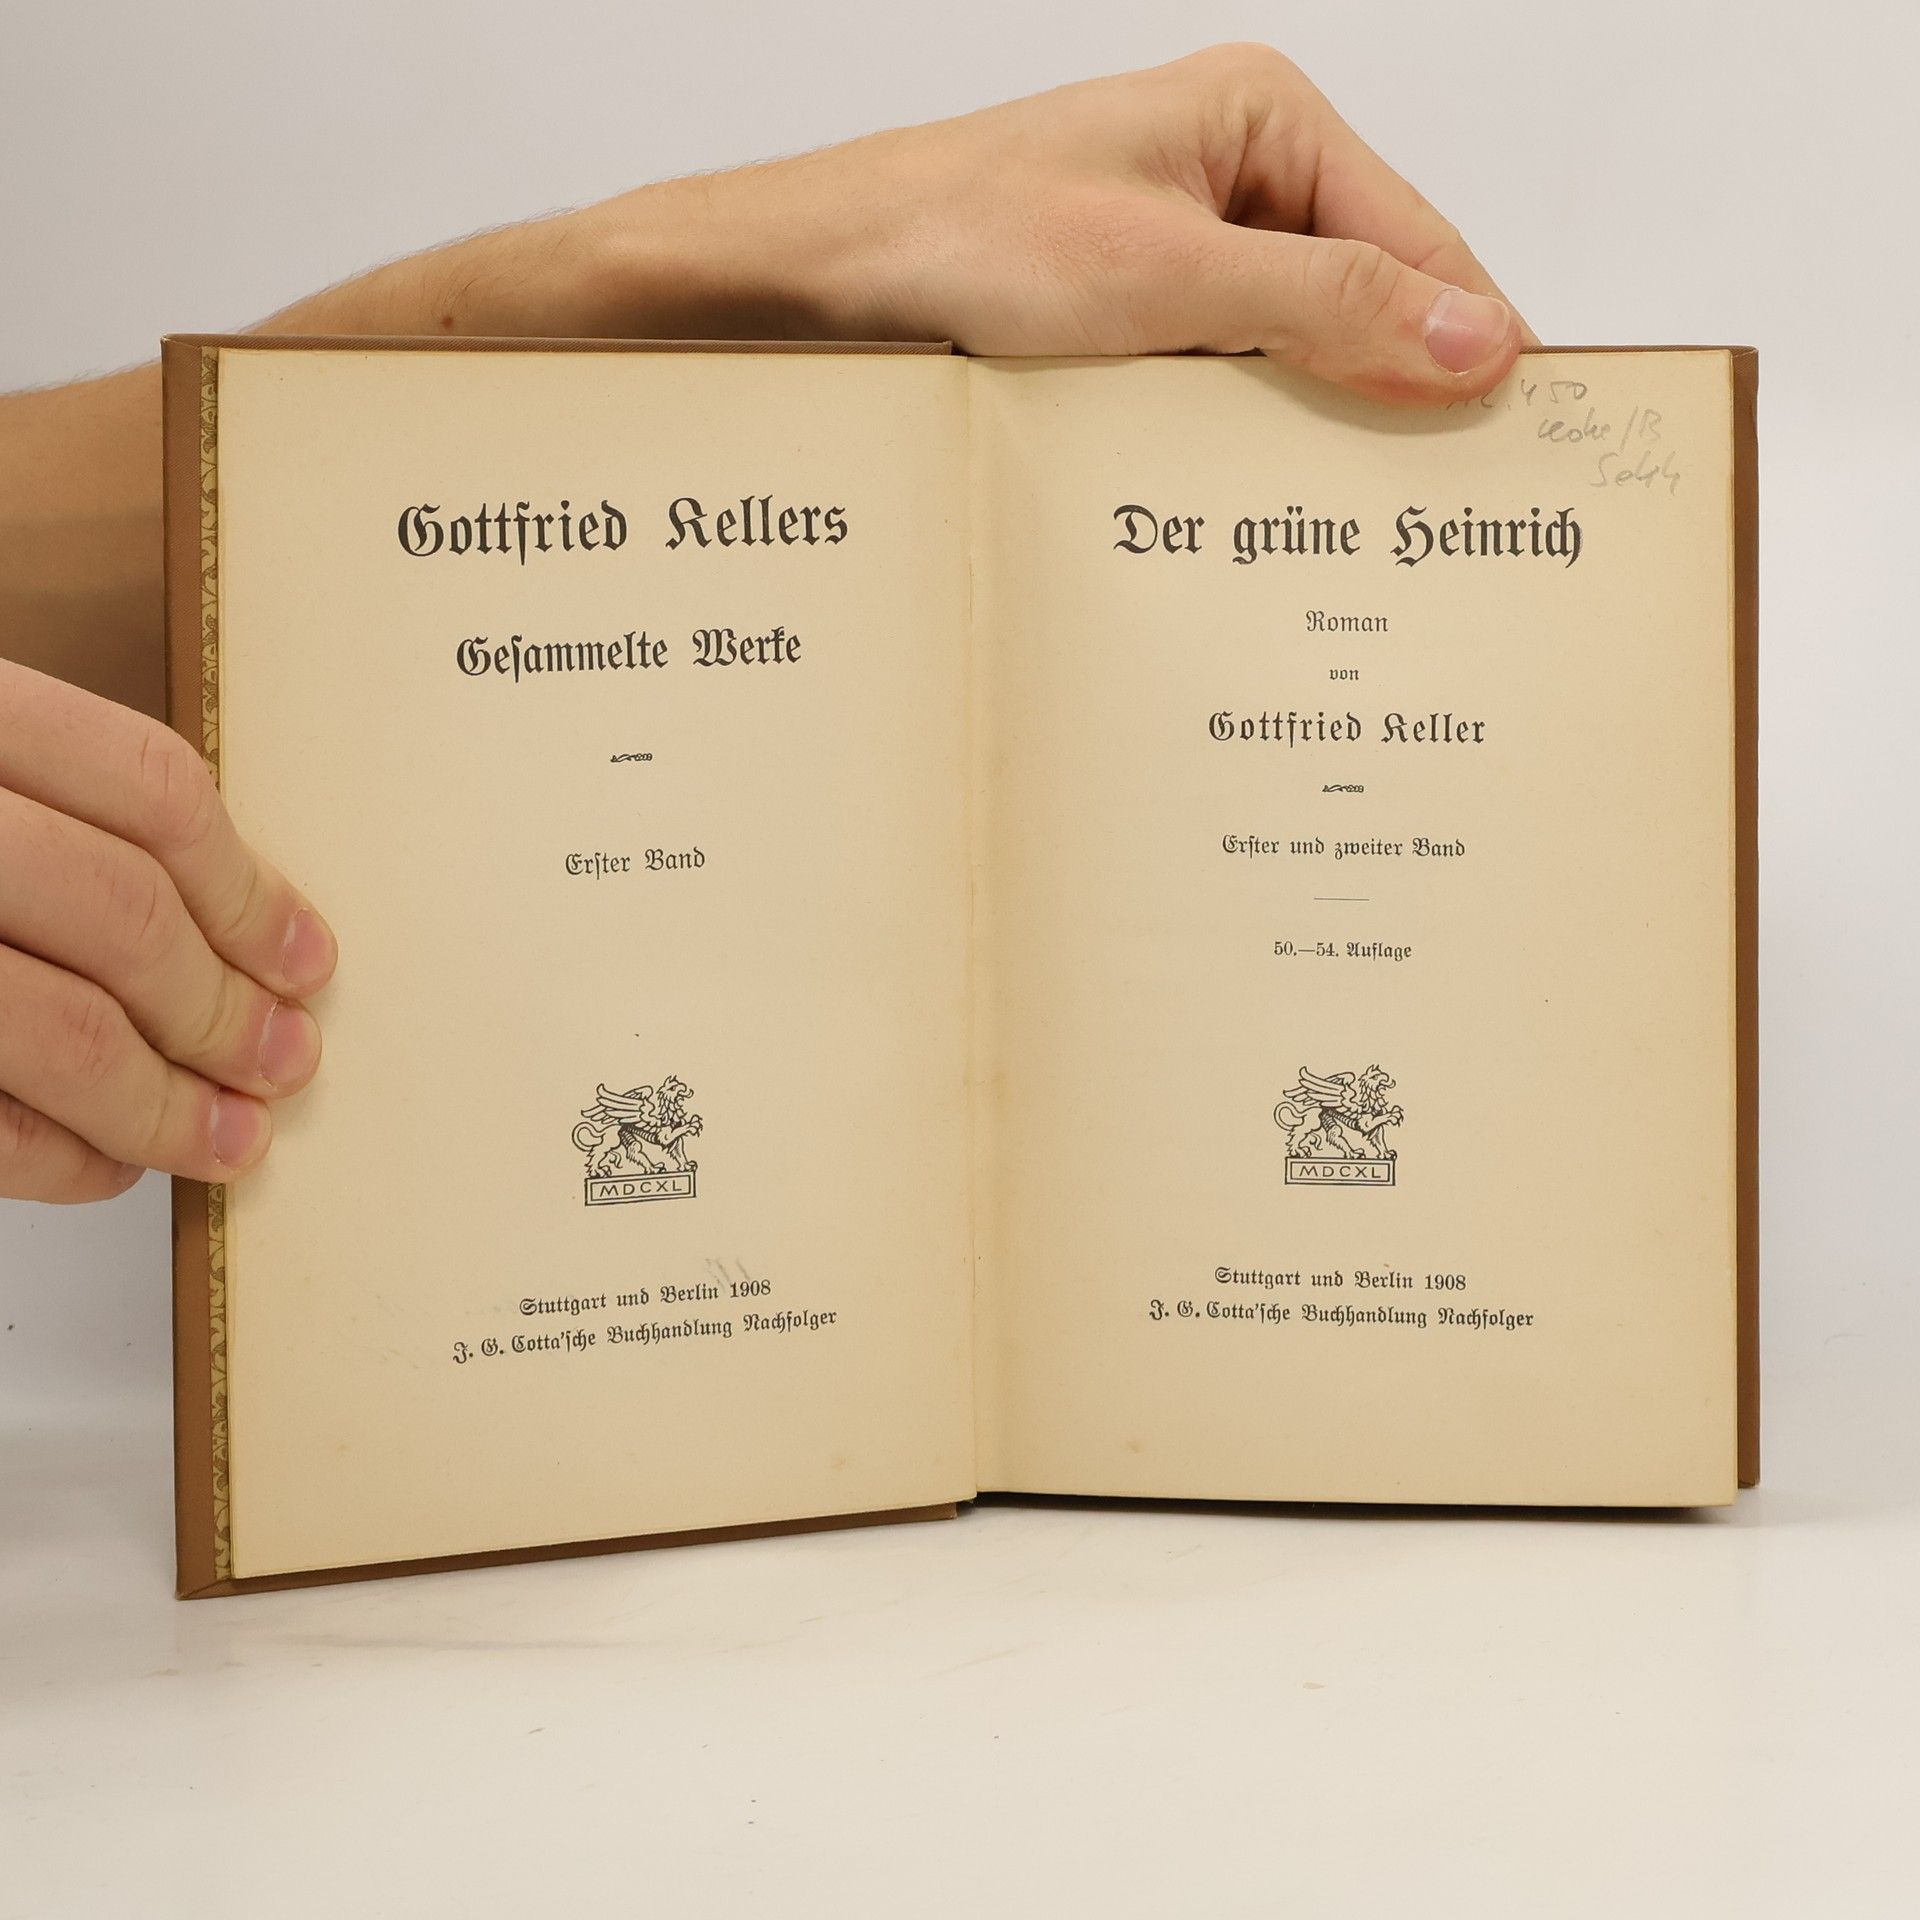 Gottfried Kellers
Gesammelte Werke
Erster Band
MDCXL
Stuttgart und Berlin 1908
J. G. Cotta'sche Buchhandlung Nachfolger
450
Der grüne Heinrich
Roman
von
Gottfried Keller
Erster und zweiter Band
50.—54. Auflage
MDCXL
Stuttgart und Berlin 1908
J. G. Cotta'sche Buchhandlung Nachfolger